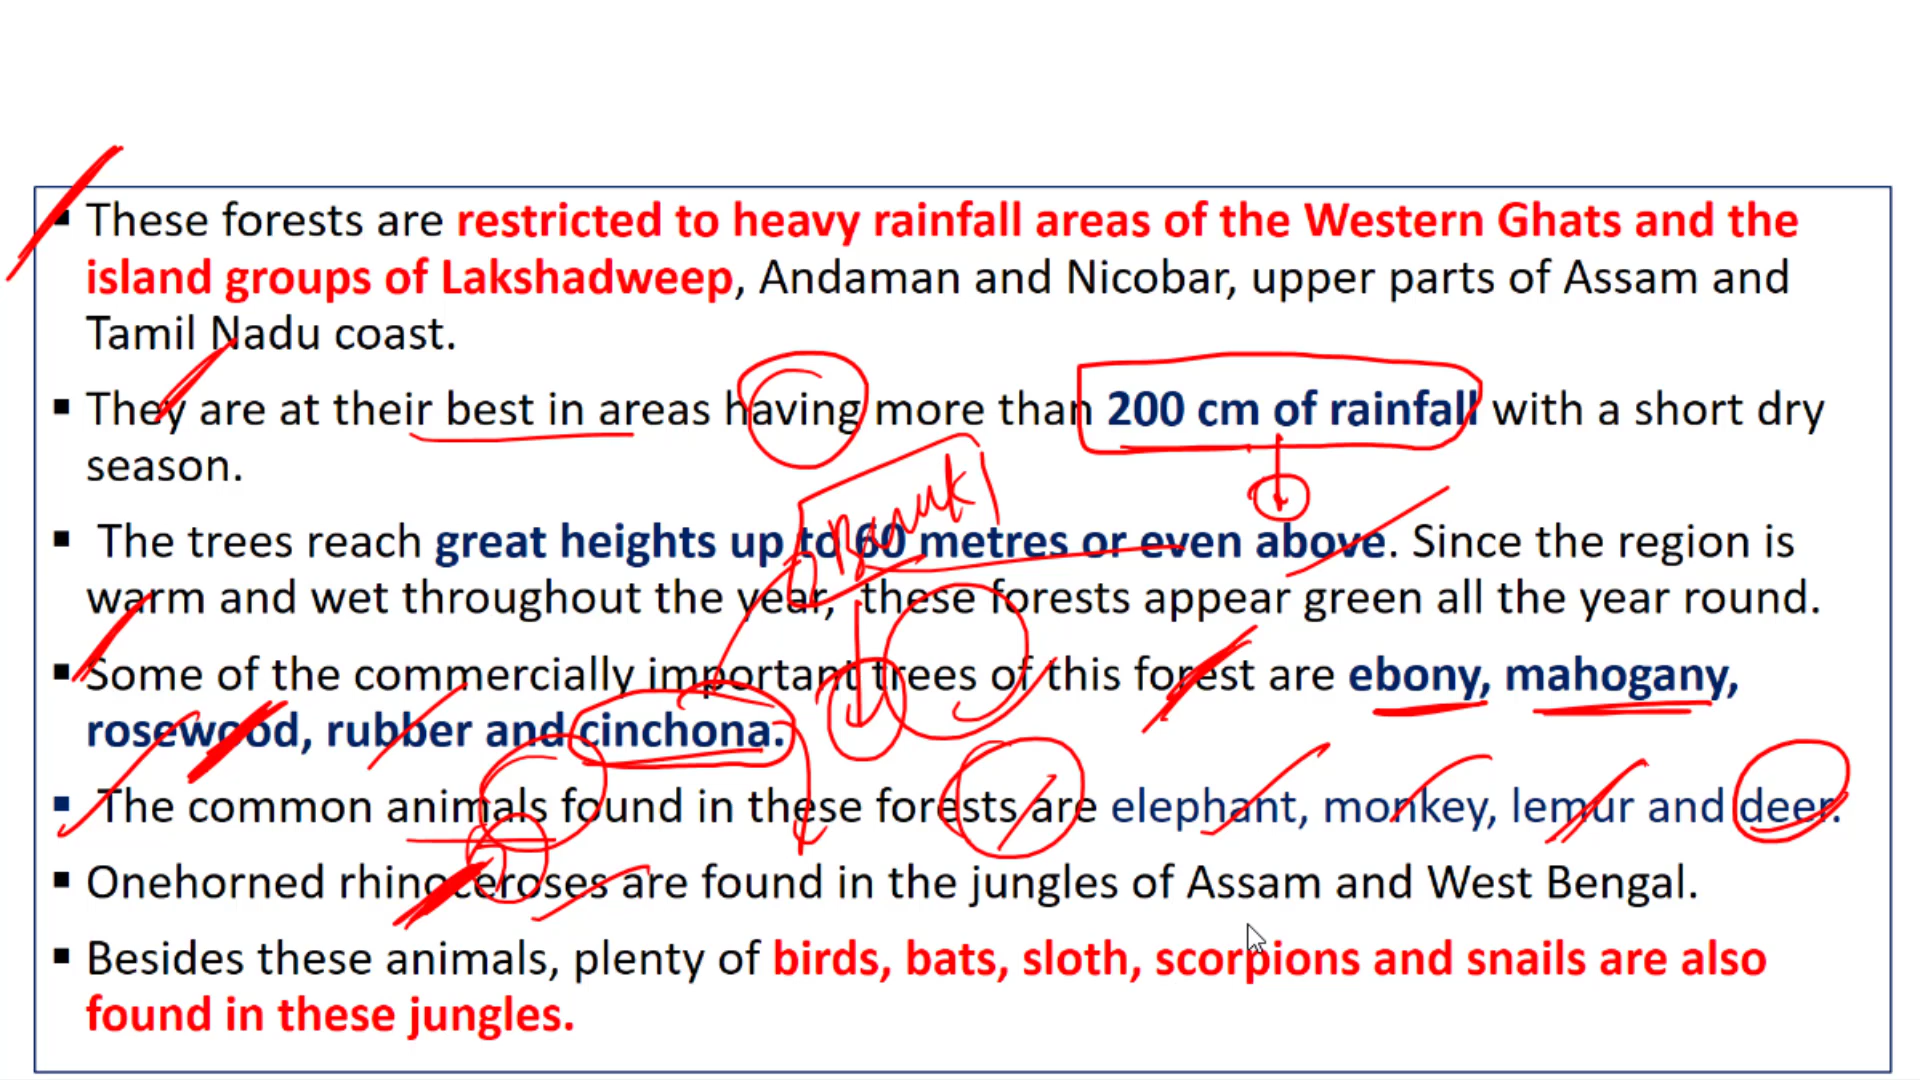 ▪ These forests are restricted to heavy rainfall areas of the Western Ghats and the
island groups of Lakshadweep, Andaman and Nicobar, upper parts of Assam and
Tamil Nadu coast.
▪ They are at their best in areas having more than 200 cm of rainfall with a short dry
season.
▪ The trees reach great heights up to 60 metres or even above. Since the region is
warm and wet throughout the year, these forests appear green all the year round.
▪ Some of the commercially important trees of this forest are ebony, mahogany,
rosewood, rubber and cinchona.
▪ The common animals found in these forests are elephant, monkey, lemur and deer.
▪ Onehorned rhinoceroses are found in the jungles of Assam and West Bengal.
▪ Besides these animals, plenty of birds, bats, sloth, scorpions and snails are also
found in these jungles.